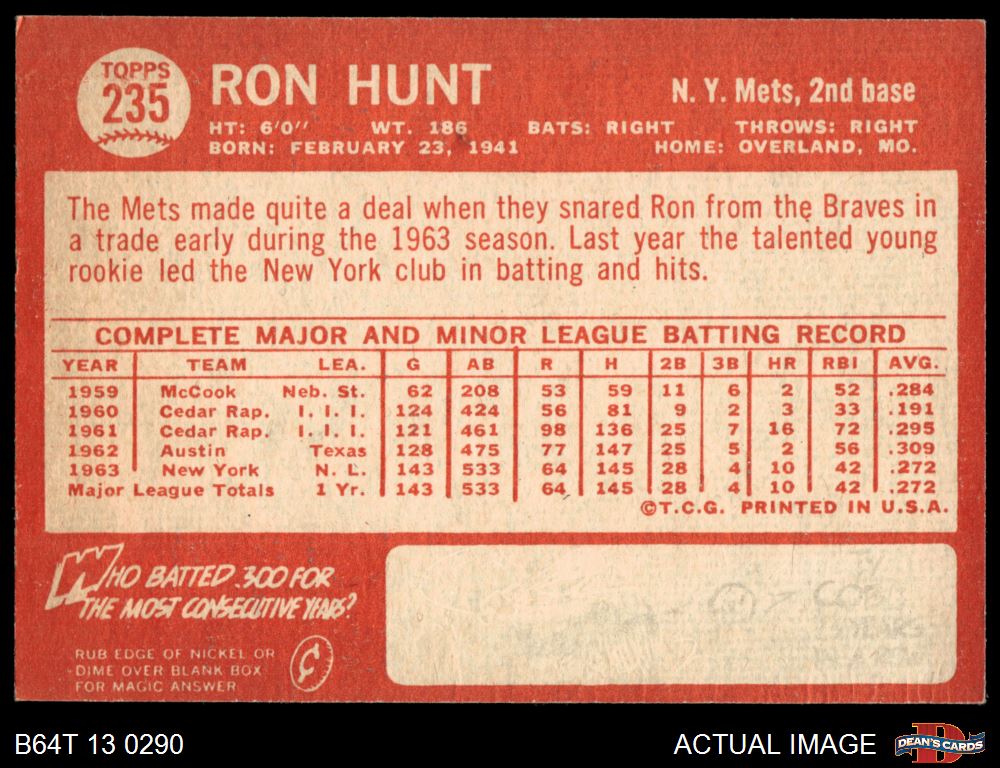 TOPPS
235
RON HUNT
N. Y. Mets, 2nd base
HT: 6'0" WT. 186 BATS: RIGHT THROWS: RIGHT
BORN: FEBRUARY 23, 1941 HOME: OVERLAND, MO.
The Mets made quite a deal when they snared Ron from the Braves in
a trade early during the 1963 season. Last year the talented young
rookie led the New York club in batting and hits.
COMPLETE MAJOR AND MINOR LEAGUE BATTING RECORD
YEAR TEAM LEA. G AB R H 2B 3B HR RBI AVG.
1959 McCook Neb. St. 62 208 53 59 11 6 2 52 .284
1960 Cedar Rap. I. I. I. 124 424 56 81 9 2 3 33 .191
1961 Cedar Rap. I. I. I. 121 461 98 136 25 7 16 72 .295
1962 Austin Texas 128 475 77 147 25 5 2 56 .309
1963 New York N. L. 143 533 64 145 28 4 10 42 .272
Major League Totals 1 Yr. 143 533 64 145 28 4 10 42 .272
©T.C.G. PRINTED IN U.S.A.
WHO BATTED .300 FOR
THE MOST CONSECUTIVE YEARS?
RUB EDGE OF NICKEL OR
DIME OVER BLANK BOX
FOR MAGIC ANSWER
¢
B64T 13 0290
ACTUAL IMAGE
D
DEAN'S CARDS